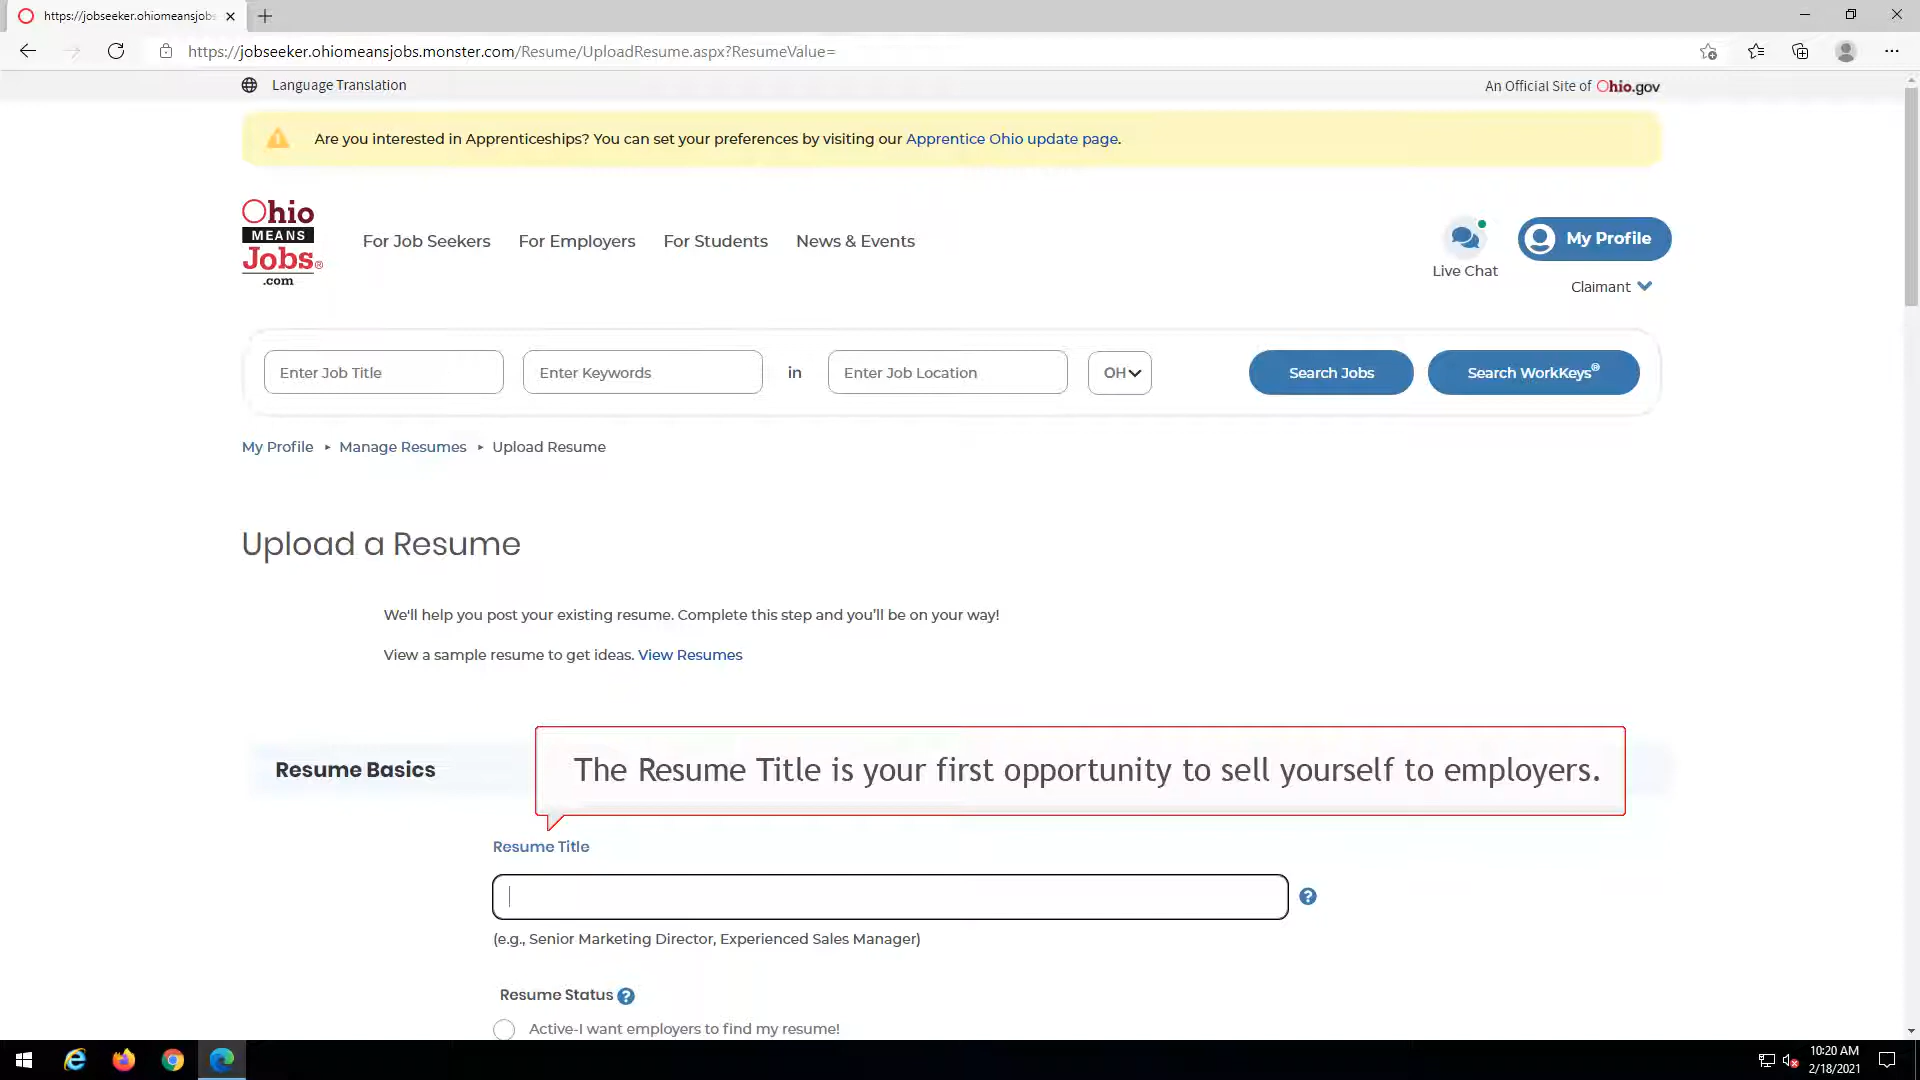 https://jobseeker.ohiomeansjobs
https://jobseeker.ohiomeansjobs.monster.com/Resume/UploadResume.aspx?ResumeValue=
Language Translation
An Official Site of Ohio.gov
Are you interested in Apprenticeships? You can set your preferences by visiting our Apprentice Ohio update page.
Ohio
MEANS
Jobs®
.com
For Job Seekers
For Employers
For Students
News & Events
Live Chat
My Profile
Claimant
Enter Job Title
Enter Keywords
in
Enter Job Location
OH
Search Jobs
Search WorkKeys®
My Profile ▸ Manage Resumes ▸ Upload Resume
Upload a Resume
We'll help you post your existing resume. Complete this step and you'll be on your way!
View a sample resume to get ideas. View Resumes
Resume Basics
The Resume Title is your first opportunity to sell yourself to employers.
Resume Title
?
(e.g., Senior Marketing Director, Experienced Sales Manager)
Resume Status ?
Active-I want employers to find my resume!
10:20 AM
2/18/2021